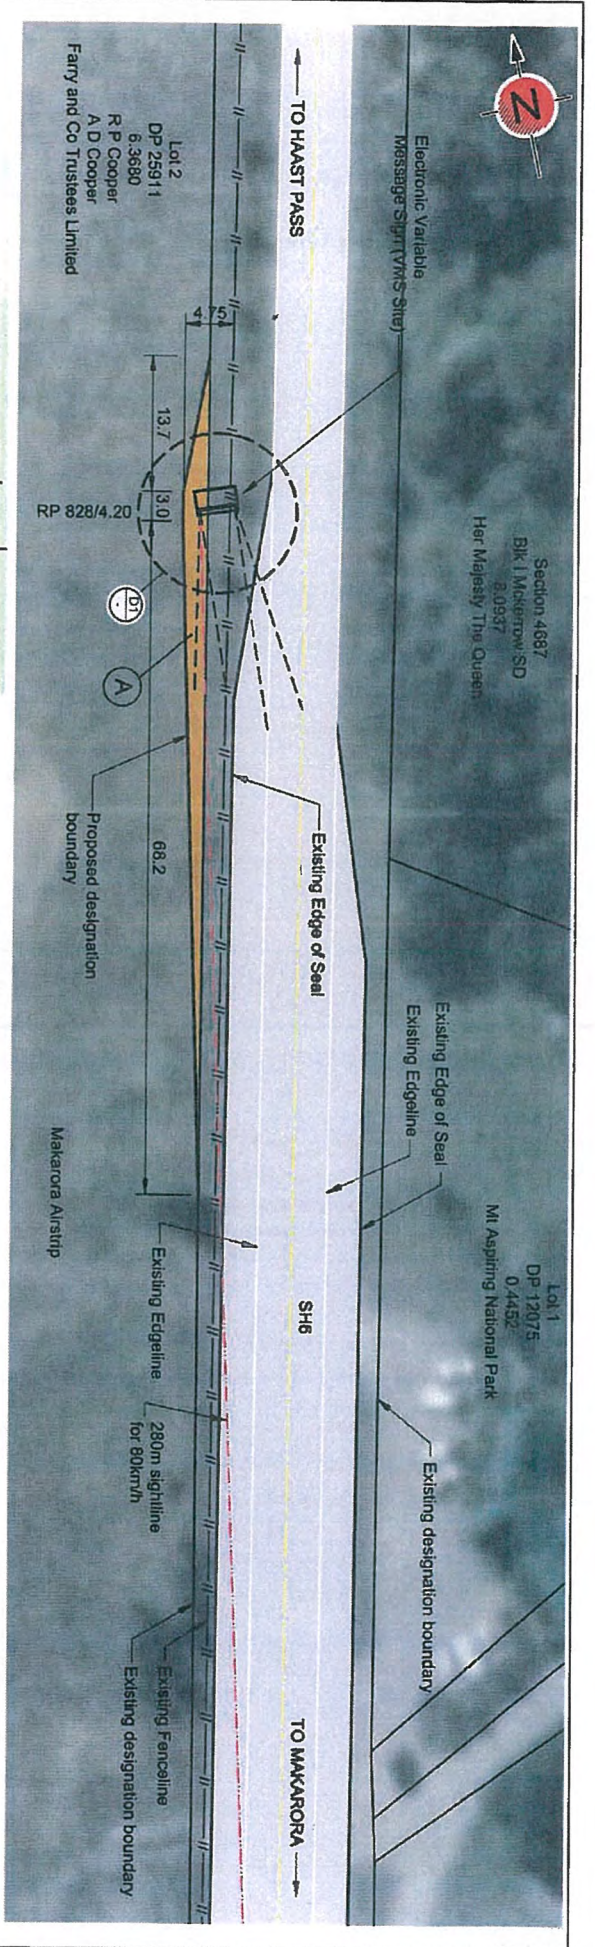 N
TO HAAST PASS
Electronic Variable
Message Sign (VMS Site)
Lot 2
DP 25911
6.3680
R P Cooper
A D Cooper
Farry and Co Trustees Limited
4.75
13.7
3.0
RP 828/4.20
D1
-
A
68.2
Section 4687
Blk I Mckerrow SD
8.0937
Her Majesty The Queen
Existing Edge of Seal
Proposed designation
boundary
Existing Edge of Seal
Existing Edgeline
Lot 1
DP 12075
0.4452
Mt Aspiring National Park
Makarora Airstrip
SH6
Existing Edgeline
280m sightline
for 80km/h
Existing designation boundary
Existing Fenceline
Existing designation boundary
TO MAKARORA